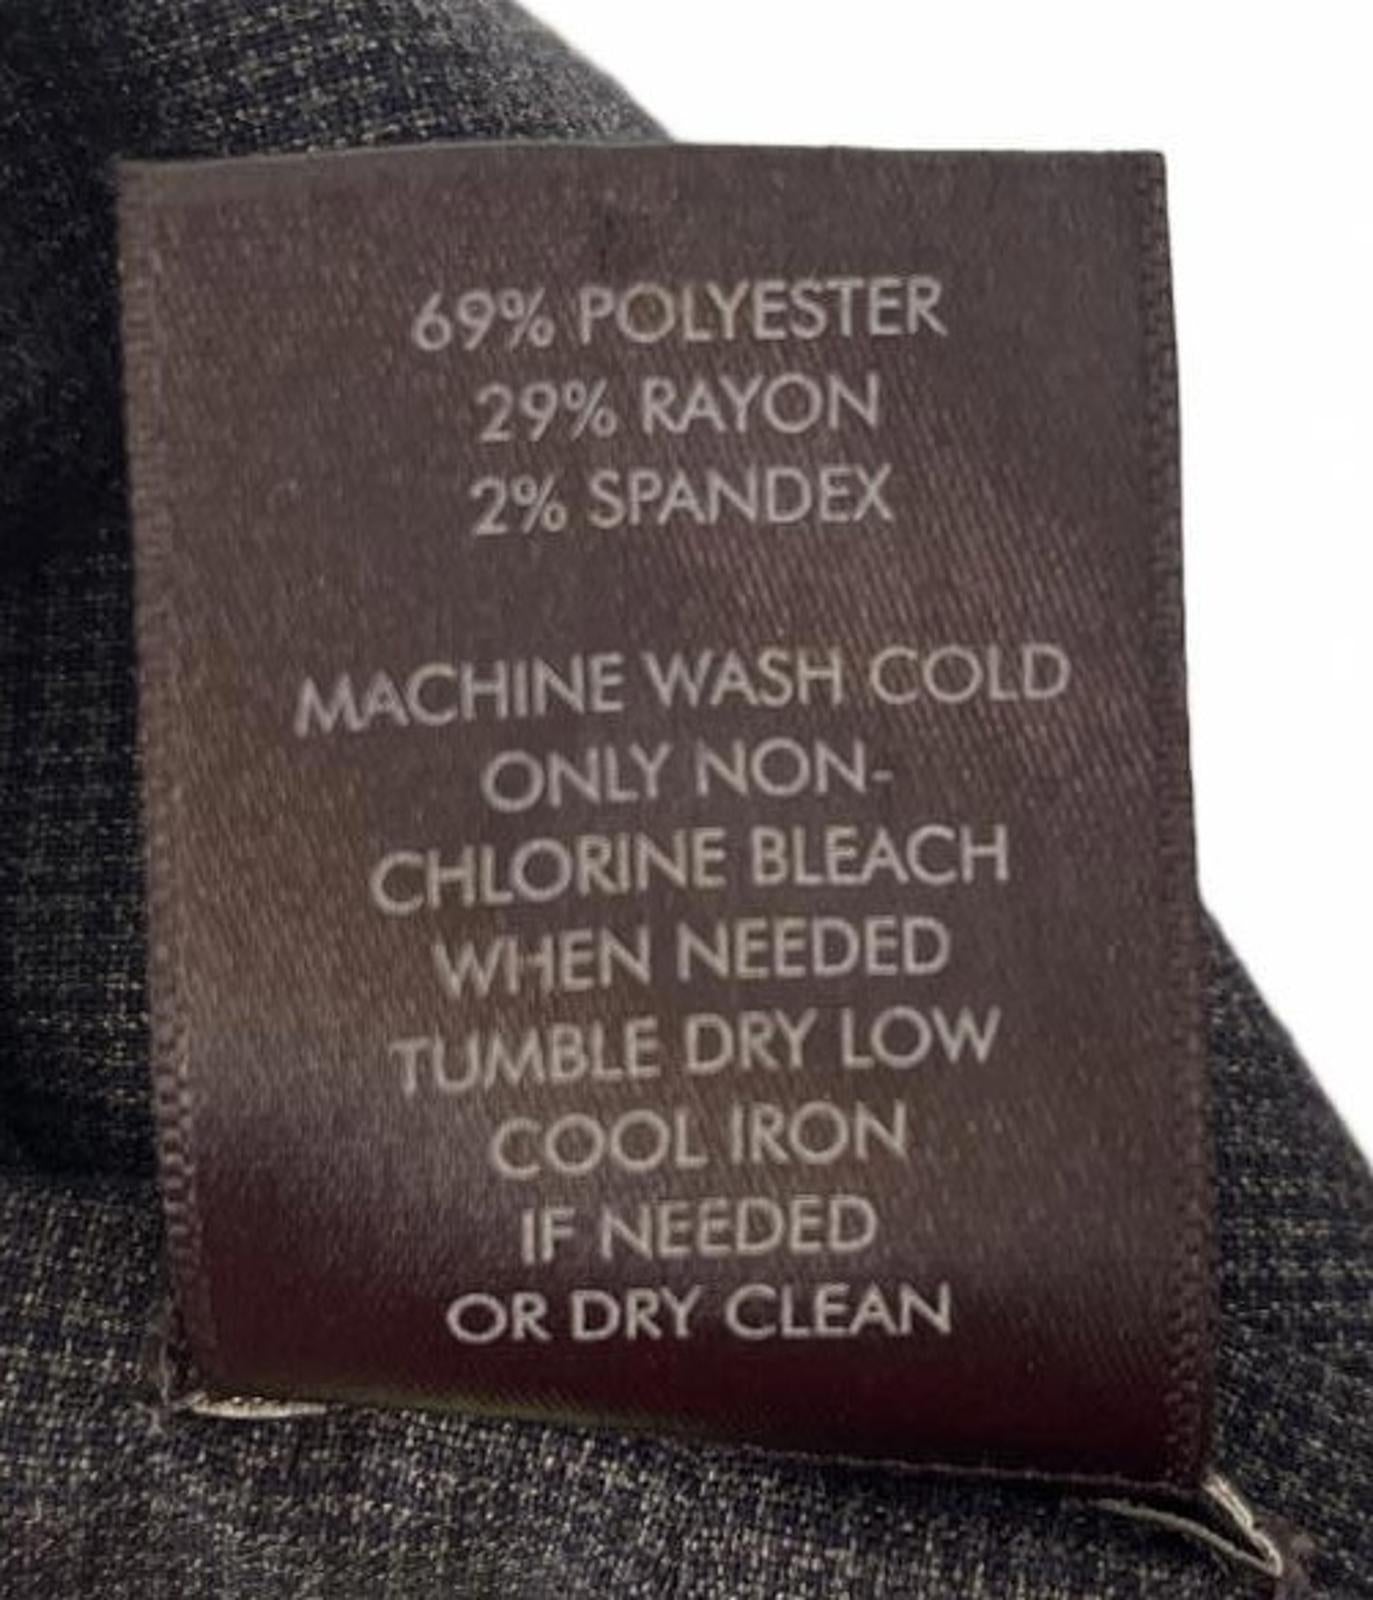 69% POLYESTER
29% RAYON
2% SPANDEX
MACHINE WASH COLD
ONLY NON-
CHLORINE BLEACH
WHEN NEEDED
TUMBLE DRY LOW
COOL IRON
IF NEEDED
OR DRY CLEAN